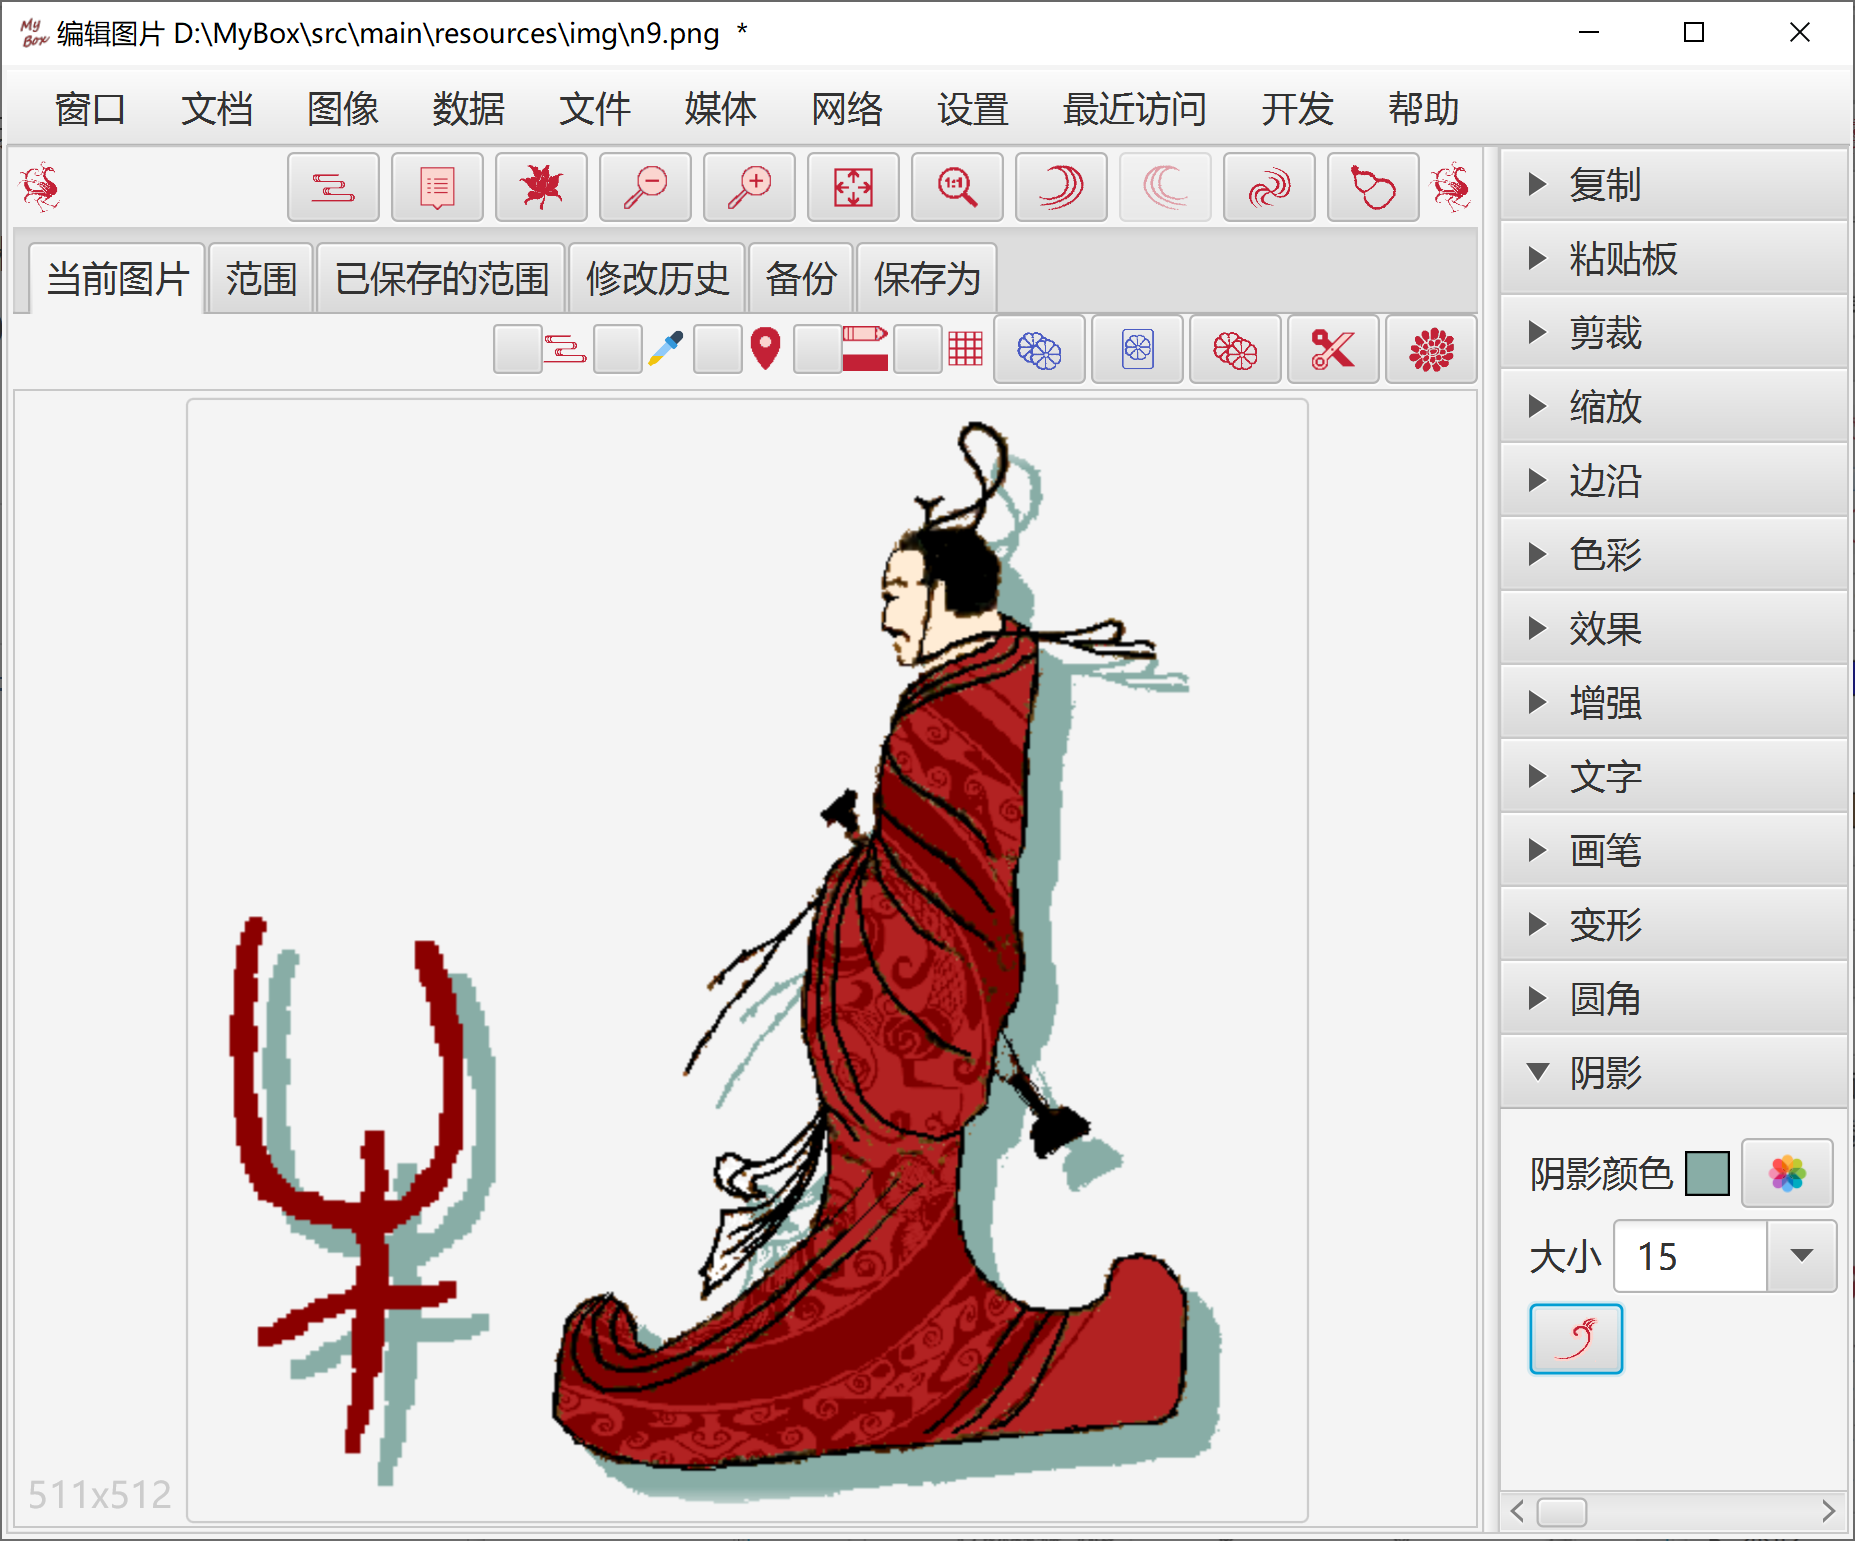 My Box 编辑图片 D:\MyBox\src\main\resources\img\n9.png *
窗口 文档 图像 数据 文件 媒体 网络 设置 最近访问 开发 帮助
1:1
当前图片 范围 已保存的范围 修改历史 备份 保存为
511x512
复制
粘贴板
剪裁
缩放
边沿
色彩
效果
增强
文字
画笔
变形
圆角
阴影
阴影颜色
大小 15